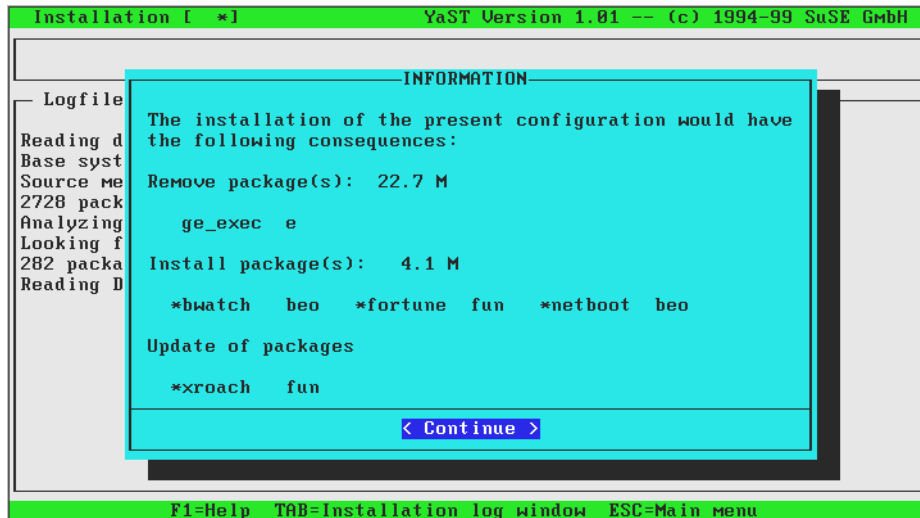 Installation [ *] YaST Version 1.01 -- (c) 1994-99 SuSE GmbH
INFORMATION
Logfile
The installation of the present configuration would have
Reading d the following consequences:
Base syst
Source me Remove package(s): 22.7 M
2728 pack
Analyzing ge_exec e
Looking f
282 packa Install package(s): 4.1 M
Reading D
*bwatch beo *fortune fun *netboot beo
Update of packages
*xroach fun
< Continue >
F1=Help TAB=Installation log window ESC=Main menu